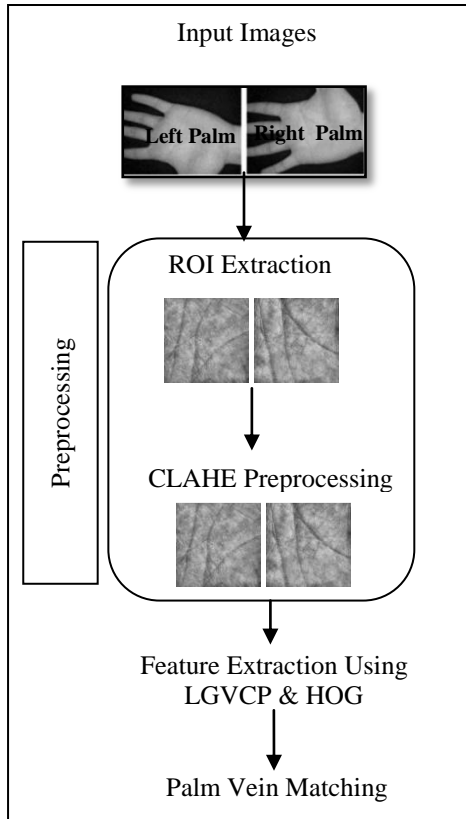 Input Images
Left Palm Right Palm
ROI Extraction
Preprocessing
CLAHE Preprocessing
Feature Extraction Using
LGVCP & HOG
Palm Vein Matching